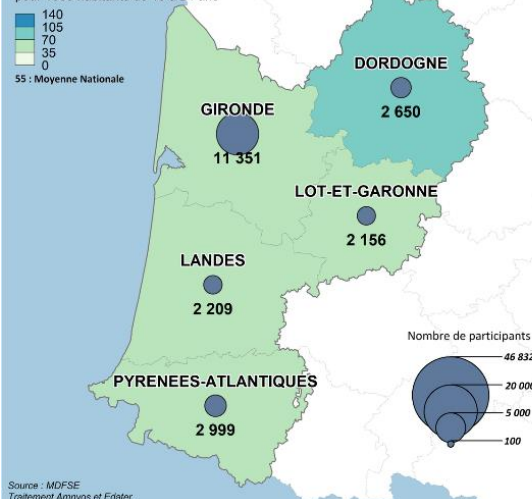 140
105
70
35
0
55 : Moyenne Nationale
DORDOGNE
2 650
GIRONDE
11 351
LOT-ET-GARONNE
2 156
LANDES
2 209
PYRENEES-ATLANTIQUES
2 999
Nombre de participants
46 832
20 000
5 000
100
Source : MDFSE
Traitement Amnyos et Edater